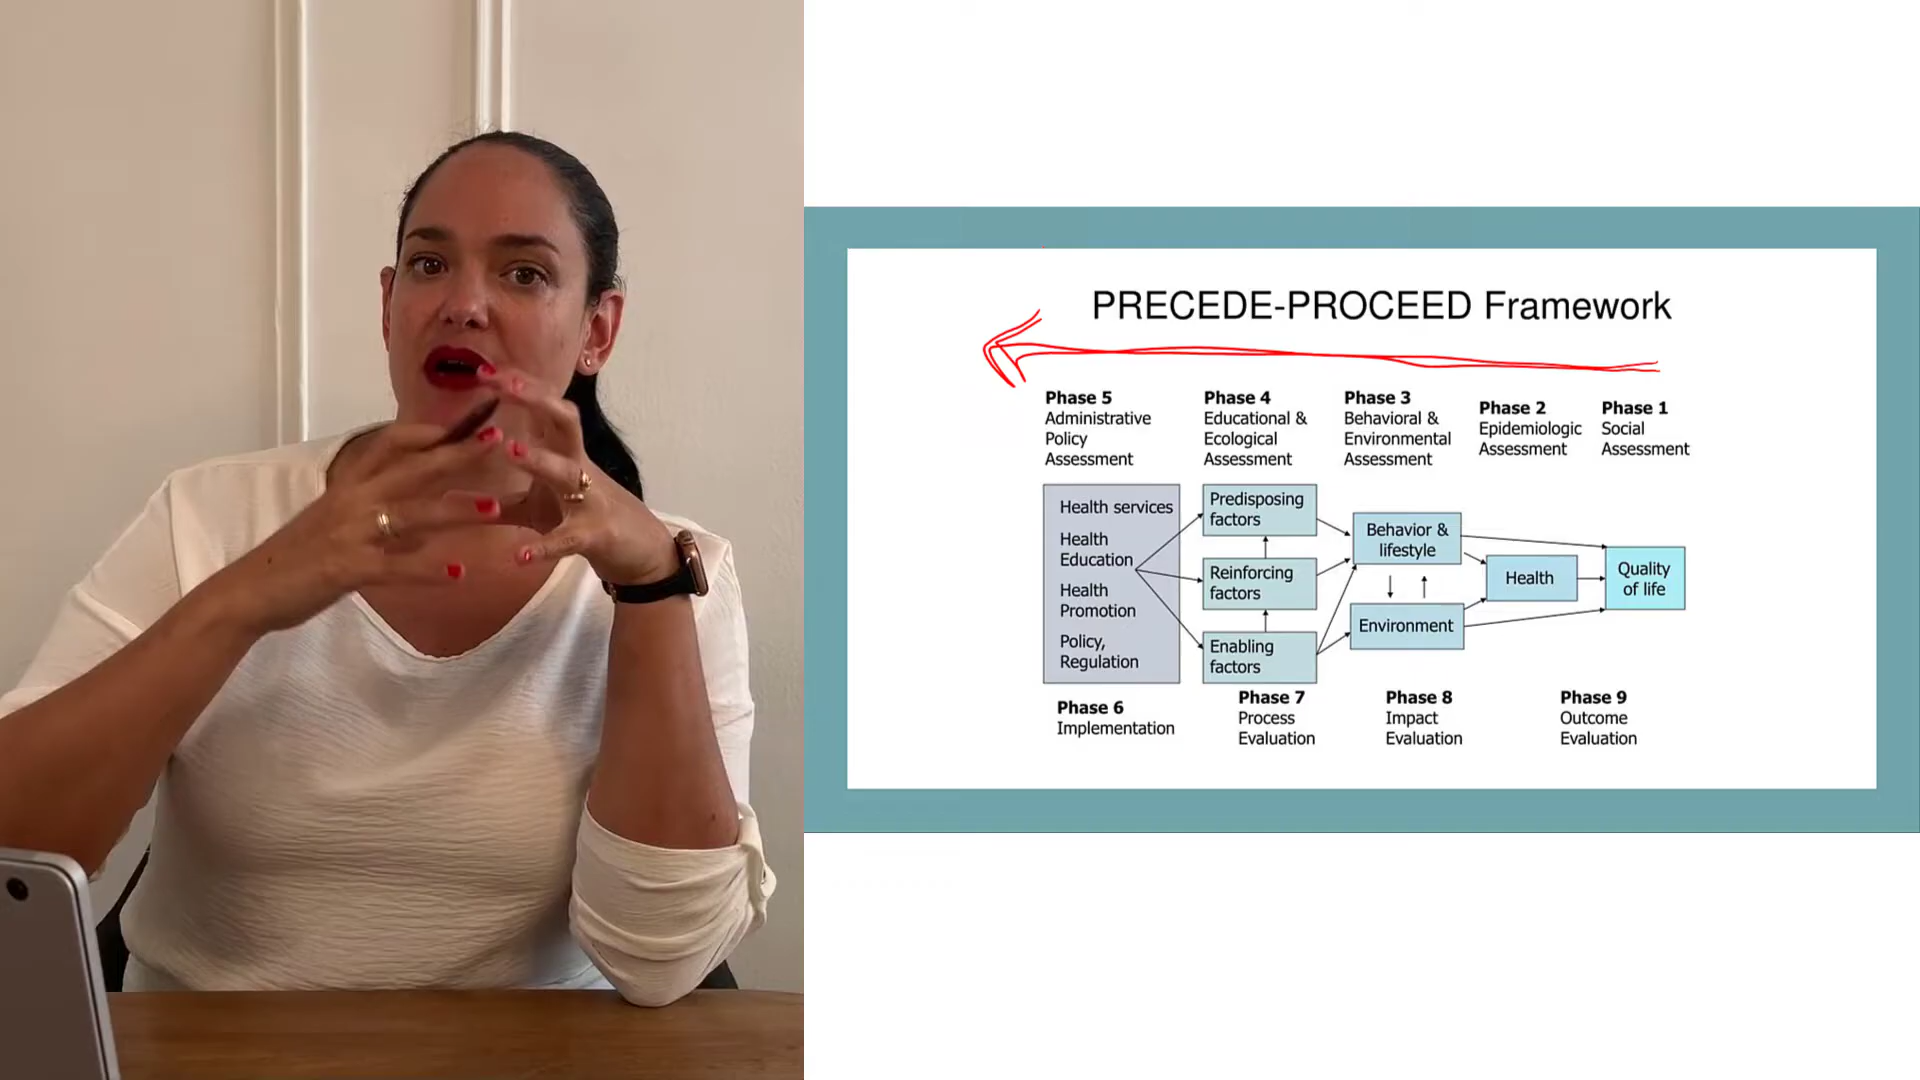 PRECEDE-PROCEED Framework
Phase 5
Administrative
Policy
Assessment
Phase 4
Educational &
Ecological
Assessment
Phase 3
Behavioral &
Environmental
Assessment
Phase 2
Epidemiologic
Assessment
Phase 1
Social
Assessment
Health services
Health
Education
Health
Promotion
Policy,
Regulation
Predisposing
factors
Reinforcing
factors
Enabling
factors
Behavior &
lifestyle
Environment
Health
Quality
of life
Phase 6
Implementation
Phase 7
Process
Evaluation
Phase 8
Impact
Evaluation
Phase 9
Outcome
Evaluation